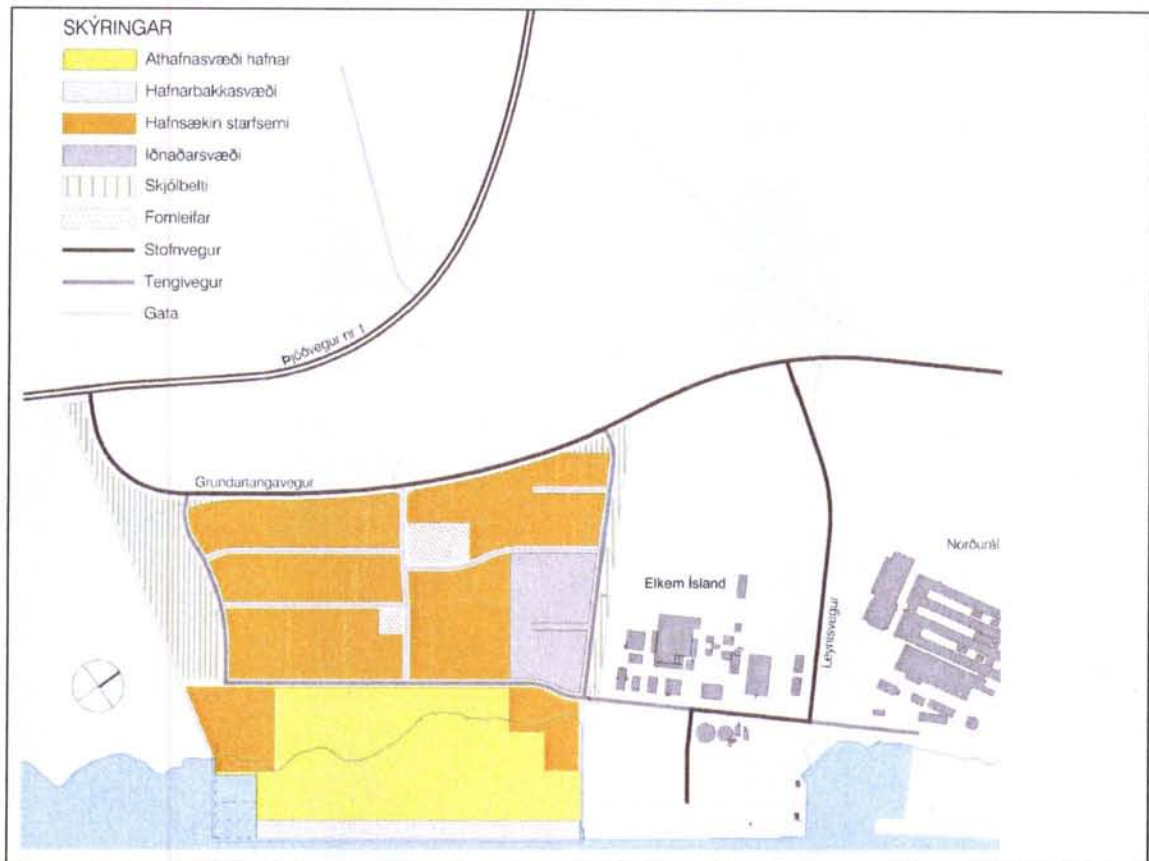 SKÝRINGAR
Athafnasvæði hafnar
Hafnarbakkasvæði
Hafnsækin starfsemi
Iðnaðarsvæði
Skjólbelti
Fornleifar
Stofnvegur
Tengivegur
Gata
Þjóðvegur nr. 1
Grundartangavegur
Norðurál
Elkem Ísland
Leynisvegur